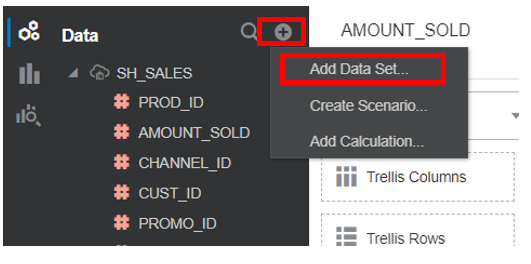 Data
SH_SALES
PROD_ID
AMOUNT_SOLD
CHANNEL_ID
CUST_ID
PROMO_ID
Add Data Set...
Create Scenario...
Add Calculation...
AMOUNT_SOLD
Trellis Columns
Trellis Rows